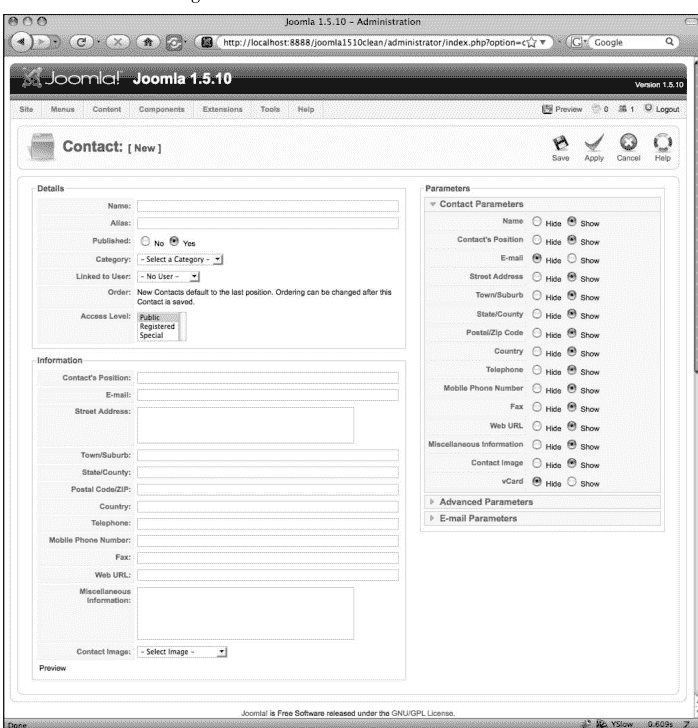 Joomla 1.5.10 - Administration
http://localhost:8888/joomla1510clean/administrator/index.php?option=c
Google
Joomla! Joomla 1.5.10
Version 1.5.10
Site Menus Content Components Extensions Tools Help Preview 0 1 Logout
Contact: [ New ]
Save Apply Cancel Help
Details
Name:
Alias:
Published: No Yes
Category: - Select a Category -
Linked to User: - No User -
Order: New Contacts default to the last position. Ordering can be changed after this
Contact is saved.
Access Level: Public
Registered
Special
Information
Contact's Position:
E-mail:
Street Address:
Town/Suburb:
State/County:
Postal Code/ZIP:
Country:
Telephone:
Mobile Phone Number:
Fax:
Web URL:
Miscellaneous
Information:
Contact Image: - Select Image -
Preview
Parameters
Contact Parameters
Name Hide Show
Contact's Position Hide Show
E-mail Hide Show
Street Address Hide Show
Town/Suburb Hide Show
State/County Hide Show
Postal/Zip Code Hide Show
Country Hide Show
Telephone Hide Show
Mobile Phone Number Hide Show
Fax Hide Show
Web URL Hide Show
Miscellaneous Information Hide Show
Contact Image Hide Show
vCard Hide Show
Advanced Parameters
E-mail Parameters
Joomla! is Free Software released under the GNU/GPL License.
Done YSlow 0.609s